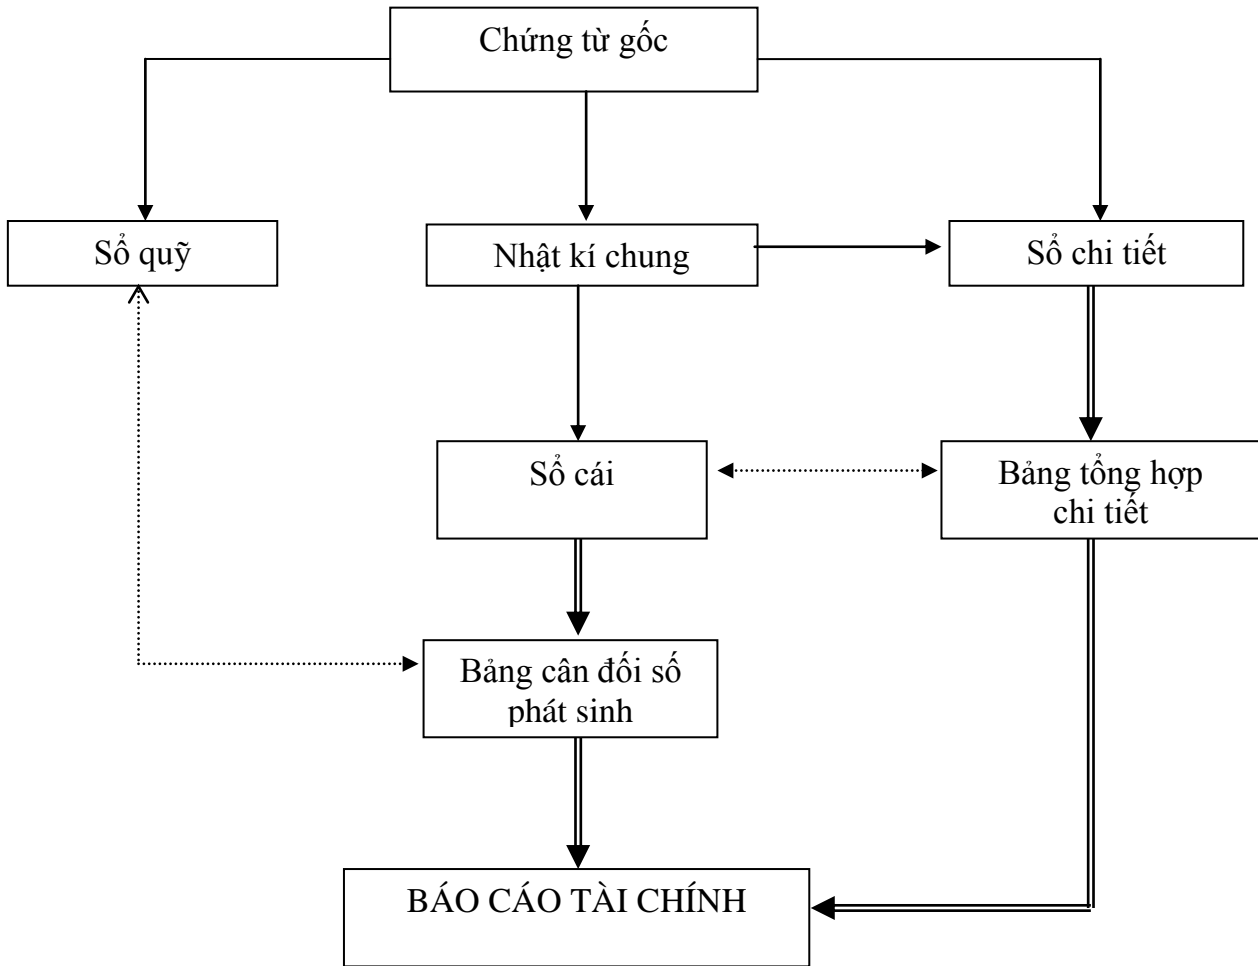 Chứng từ gốc
Sổ quỹ
Nhật kí chung
Sổ chi tiết
Sổ cái
Bảng tổng hợp
chi tiết
Bảng cân đối số
phát sinh
BÁO CÁO TÀI CHÍNH